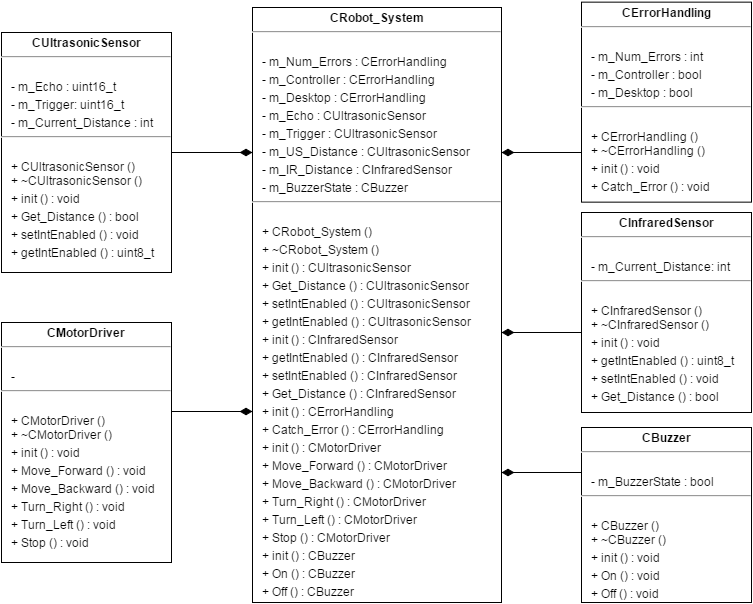 CUltrasonicSensor
- m_Echo : uint16_t
- m_Trigger: uint16_t
- m_Current_Distance : int
+ CUltrasonicSensor ()
+ ~CUltrasonicSensor ()
+ init () : void
+ Get_Distance () : bool
+ setIntEnabled () : void
+ getIntEnabled () : uint8_t
CMotorDriver
-
+ CMotorDriver ()
+ ~CMotorDriver ()
+ init () : void
+ Move_Forward () : void
+ Move_Backward () : void
+ Turn_Right () : void
+ Turn_Left () : void
+ Stop () : void
CRobot_System
- m_Num_Errors : CErrorHandling
- m_Controller : CErrorHandling
- m_Desktop : CErrorHandling
- m_Echo : CUltrasonicSensor
- m_Trigger : CUltrasonicSensor
- m_US_Distance : CUltrasonicSensor
- m_IR_Distance : CInfraredSensor
- m_BuzzerState : CBuzzer
+ CRobot_System ()
+ ~CRobot_System ()
+ init () : CUltrasonicSensor
+ Get_Distance () : CUltrasonicSensor
+ setIntEnabled () : CUltrasonicSensor
+ getIntEnabled () : CUltrasonicSensor
+ init () : CInfraredSensor
+ getIntEnabled () : CInfraredSensor
+ setIntEnabled () : CInfraredSensor
+ Get_Distance () : CInfraredSensor
+ init () : CErrorHandling
+ Catch_Error () : CErrorHandling
+ init () : CMotorDriver
+ Move_Forward () : CMotorDriver
+ Move_Backward () : CMotorDriver
+ Turn_Right () : CMotorDriver
+ Turn_Left () : CMotorDriver
+ Stop () : CMotorDriver
+ init () : CBuzzer
+ On () : CBuzzer
+ Off () : CBuzzer
CErrorHandling
- m_Num_Errors : int
- m_Controller : bool
- m_Desktop : bool
+ CErrorHandling ()
+ ~CErrorHandling ()
+ init () : void
+ Catch_Error () : void
CInfraredSensor
- m_Current_Distance: int
+ CInfraredSensor ()
+ ~CInfraredSensor ()
+ init () : void
+ getIntEnabled () : uint8_t
+ setIntEnabled () : void
+ Get_Distance () : bool
CBuzzer
- m_BuzzerState : bool
+ CBuzzer ()
+ ~CBuzzer ()
+ init () : void
+ On () : void
+ Off () : void